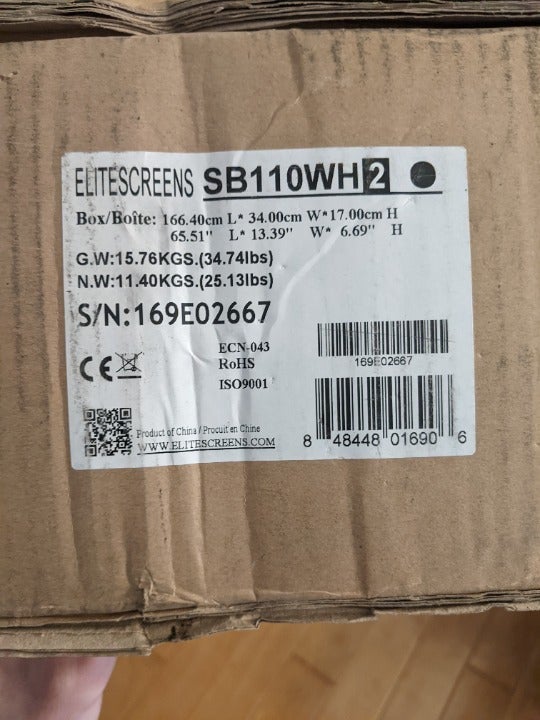 ELITESCREENS SB110WH2
Box/Boîte: 166.40cm L* 34.00cm W*17.00cm H
65.51" L* 13.39" W* 6.69" H
G.W:15.76KGS.(34.74lbs)
N.W:11.40KGS.(25.13lbs)
S/N:169E02667
ECN-043
RoHS
ISO9001
CE
169E02667
Product of China / Procuit en Chine
WWW.ELITESCREENS.COM
8 48448 01690 6